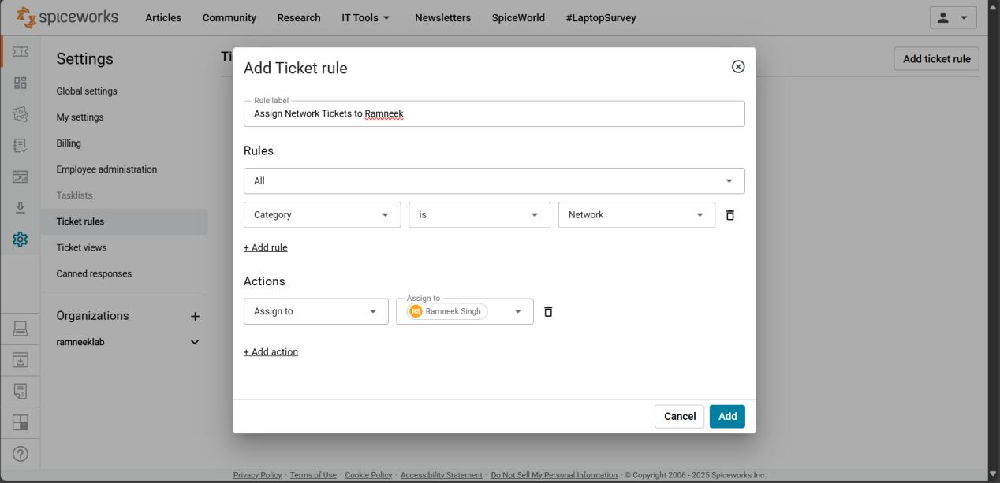 spiceworks Articles Community Research IT Tools Newsletters SpiceWorld #LaptopSurvey
Settings
Global settings
My settings
Billing
Employee administration
Tasklists
Ticket rules
Ticket views
Canned responses
Organizations
ramneeklab
Ti
Add ticket rule
Add Ticket rule
Rule label
Assign Network Tickets to Ramneek
Rules
All
Category is Network
+ Add rule
Actions
Assign to
Assign to RS Ramneek Singh
+ Add action
Cancel Add
Privacy Policy · Terms of Use · Cookie Policy · Accessibility Statement · Do Not Sell My Personal Information · © Copyright 2006 - 2025 Spiceworks Inc.